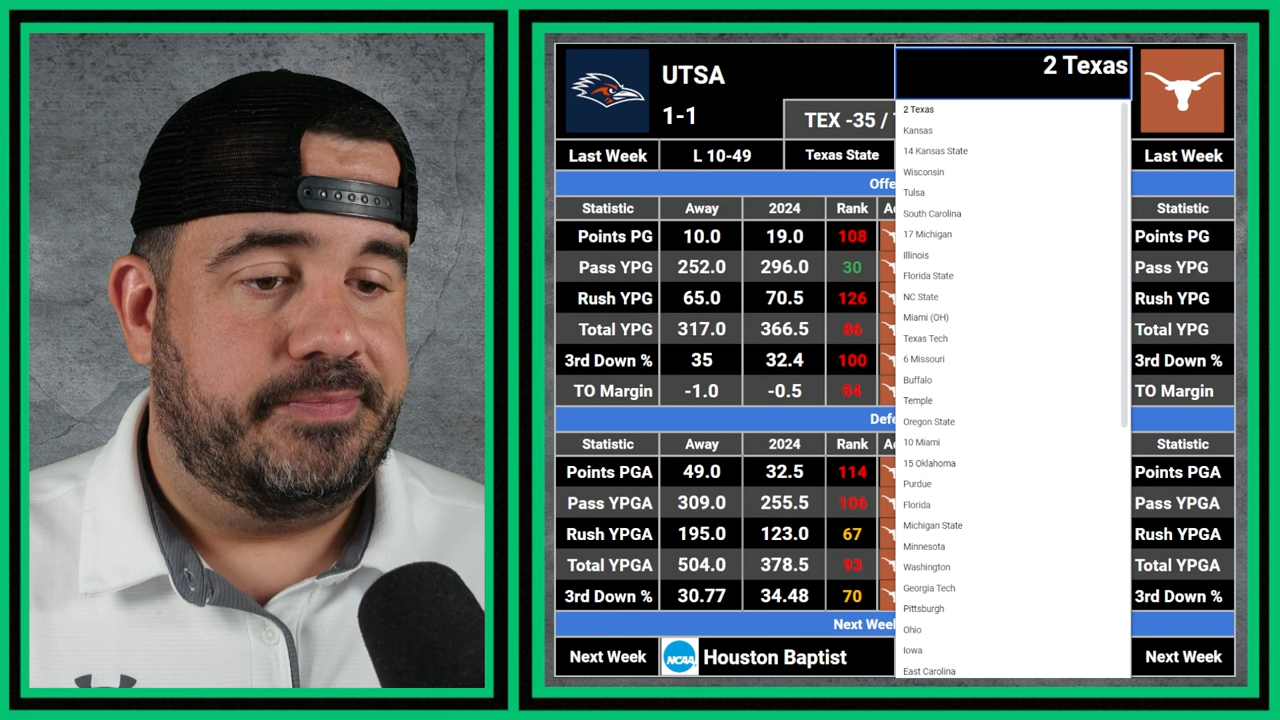 UTSA
2 Texas
1-1
TEX -35 /
Last Week
L 10-49
Texas State
Last Week
Offe
Statistic
Away
2024
Rank
Statistic
Points PG
10.0
19.0
108
Points PG
Pass YPG
252.0
296.0
30
Pass YPG
Rush YPG
65.0
70.5
126
Rush YPG
Total YPG
317.0
366.5
86
Total YPG
3rd Down %
35
32.4
100
3rd Down %
TO Margin
-1.0
-0.5
84
TO Margin
Defe
Statistic
Away
2024
Rank
Statistic
Points PGA
49.0
32.5
114
Points PGA
Pass YPGA
309.0
255.5
106
Pass YPGA
Rush YPGA
195.0
123.0
67
Rush YPGA
Total YPGA
504.0
378.5
93
Total YPGA
3rd Down %
30.77
34.48
70
3rd Down %
Next Week
Next Week
NCAA
Houston Baptist
Next Week
2 Texas
Kansas
14 Kansas State
Wisconsin
Tulsa
South Carolina
17 Michigan
Illinois
Florida State
NC State
Miami (OH)
Texas Tech
6 Missouri
Buffalo
Temple
Oregon State
10 Miami
15 Oklahoma
Purdue
Florida
Michigan State
Minnesota
Washington
Georgia Tech
Pittsburgh
Ohio
Iowa
East Carolina